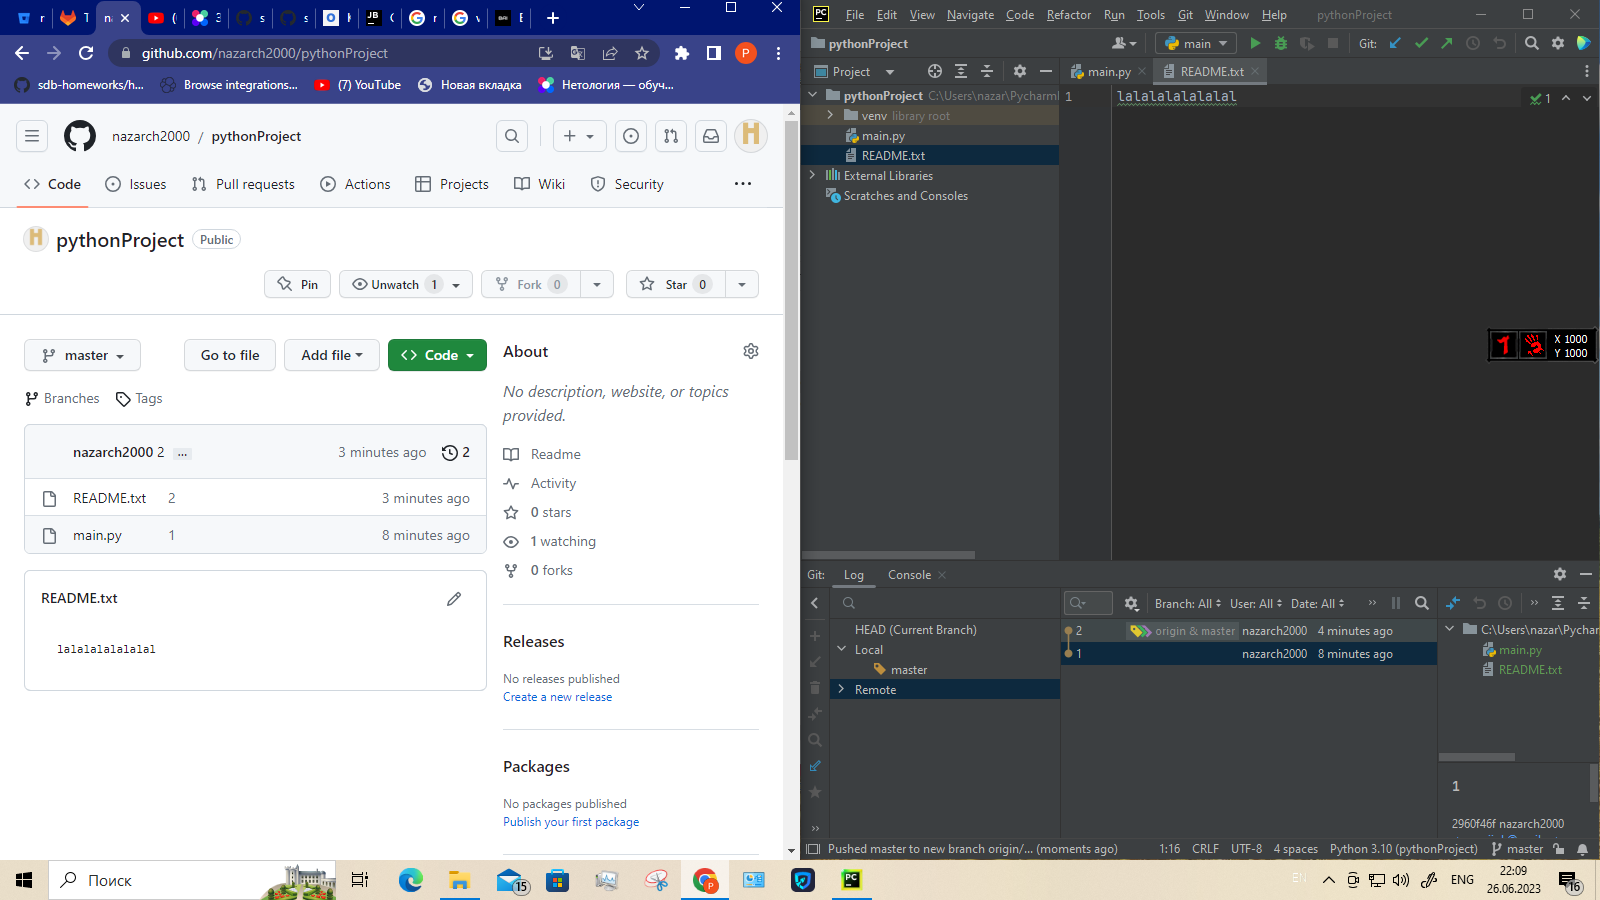 github.com/nazarch2000/pythonProject
sdb-homeworks/h...
Browse integrations...
(7) YouTube
Новая вкладка
Нетология — обуч...
nazarch2000 / pythonProject
Code
Issues
Pull requests
Actions
Projects
Wiki
Security
pythonProject Public
Pin
Unwatch 1
Fork 0
Star 0
master
Go to file
Add file
Code
Branches
Tags
nazarch2000 2 ...
3 minutes ago
2
README.txt 2 3 minutes ago
main.py 1 8 minutes ago
README.txt
lalalalalalalal
About
No description, website, or topics
provided.
Readme
Activity
0 stars
1 watching
0 forks
Releases
No releases published
Create a new release
Packages
No packages published
Publish your first package
PC File Edit View Navigate Code Refactor Run Tools Git Window Help pythonProject
pythonProject
main
Git:
Project
main.py
README.txt
pythonProject C:\Users\nazar\Pycharml
venv library root
main.py
README.txt
External Libraries
Scratches and Consoles
1 lalalalalalalal
1
X 1000
Y 1000
Git: Log Console
Branch: All User: All Date: All
HEAD (Current Branch)
Local
master
Remote
2 origin & master nazarch2000 4 minutes ago
1 nazarch2000 8 minutes ago
C:\Users\nazar\Pychar
main.py
README.txt
1
2960f46f nazarch2000
Pushed master to new branch origin/... (moments ago)
1:16 CRLF UTF-8 4 spaces Python 3.10 (pythonProject) master
Поиск
15
ENG
22:09
26.06.2023
16